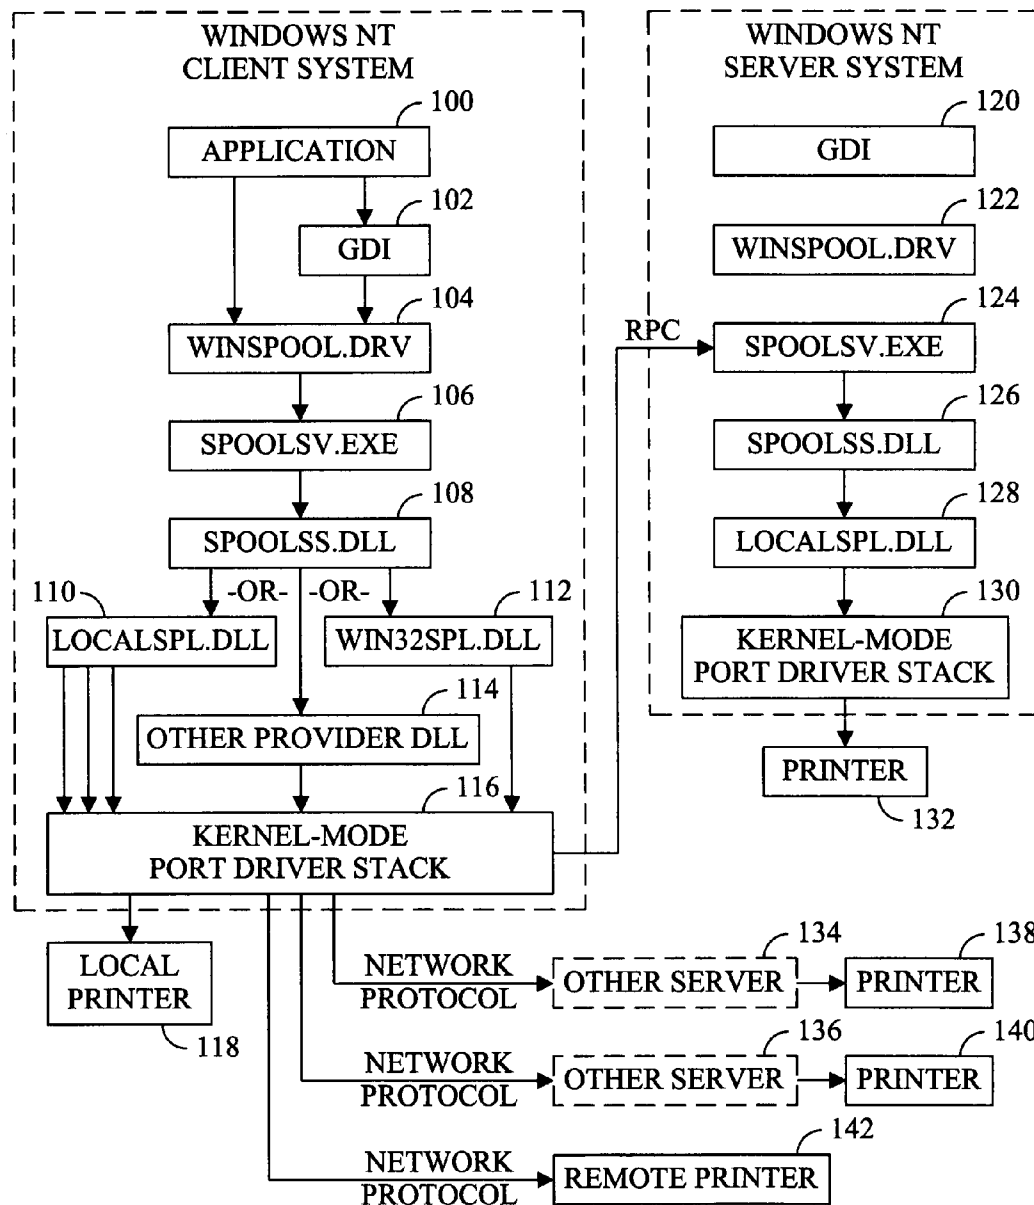 WINDOWS NT
CLIENT SYSTEM
100
APPLICATION
102
GDI
104
WINSPOOL.DRV
106
SPOOLSV.EXE
108
SPOOLSS.DLL
-OR-
-OR-
110
LOCALSPL.DLL
112
WIN32SPL.DLL
114
OTHER PROVIDER DLL
116
KERNEL-MODE
PORT DRIVER STACK
LOCAL
PRINTER
118
WINDOWS NT
SERVER SYSTEM
120
GDI
122
WINSPOOL.DRV
RPC
124
SPOOLSV.EXE
126
SPOOLSS.DLL
128
LOCALSPL.DLL
130
KERNEL-MODE
PORT DRIVER STACK
PRINTER
132
NETWORK
PROTOCOL
134
OTHER SERVER
138
PRINTER
NETWORK
PROTOCOL
136
OTHER SERVER
140
PRINTER
NETWORK
PROTOCOL
142
REMOTE PRINTER